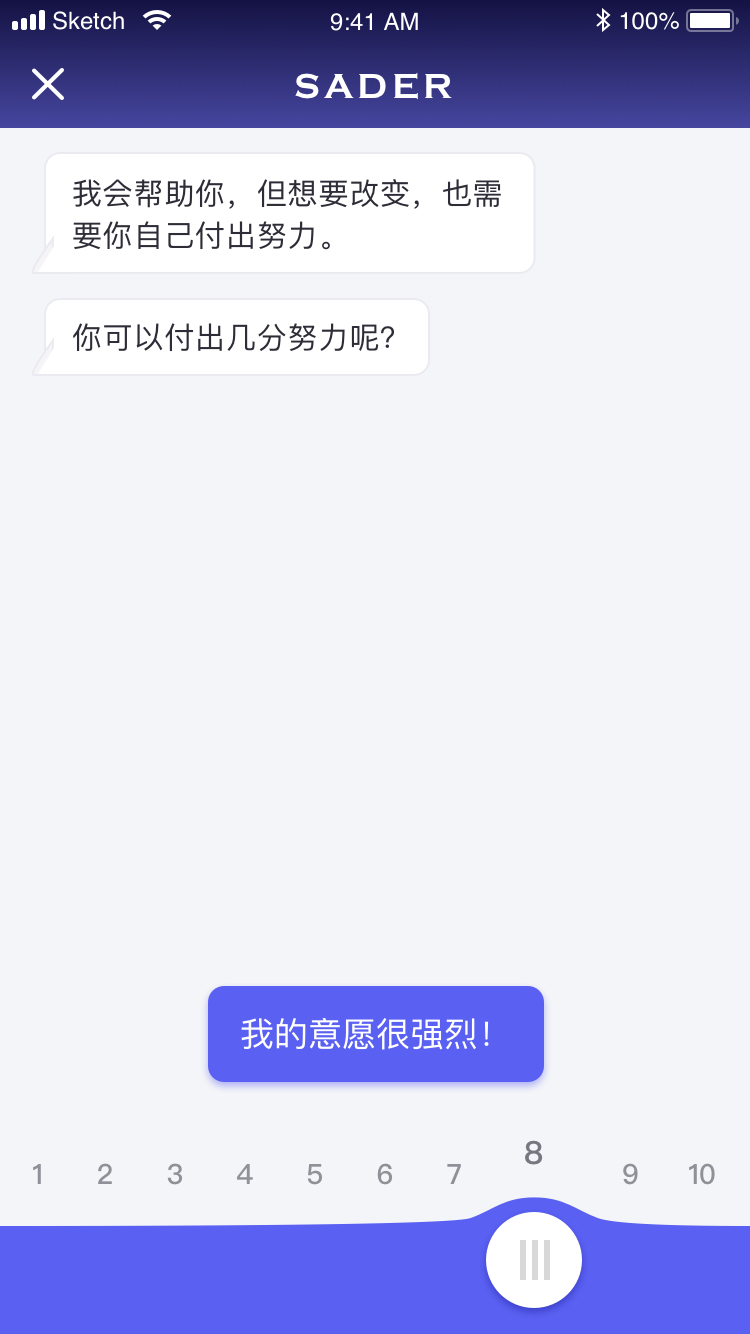 Sketch 9:41 AM 100%
SADER
我会帮助你，但想要改变，也需
要你自己付出努力。
你可以付出几分努力呢?
我的意愿很强烈！
1 2 3 4 5 6 7 8 9 10